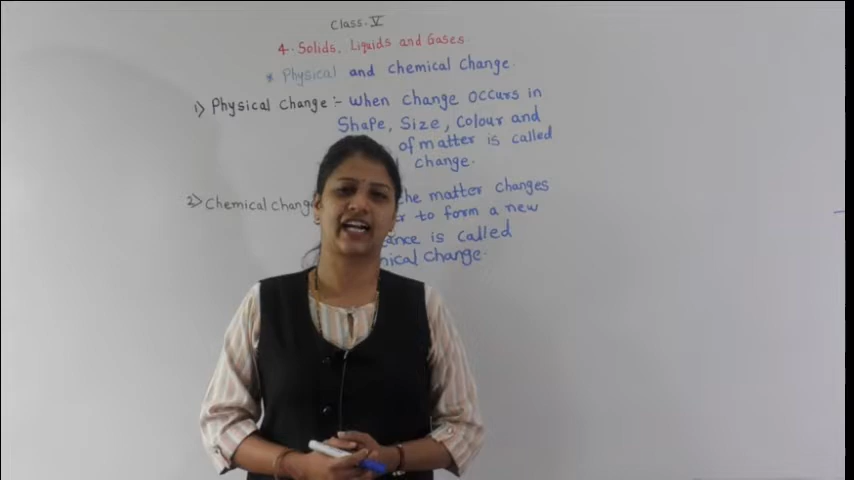 Class. V
4. Solids, Liquids and Gases.
* Physical and chemical Change.
1) Physical Change :- When change occurs in
Shape, Size, Colour and
of matter is called
change.
2) Chemical Change the matter changes
to form a new
is called
change.